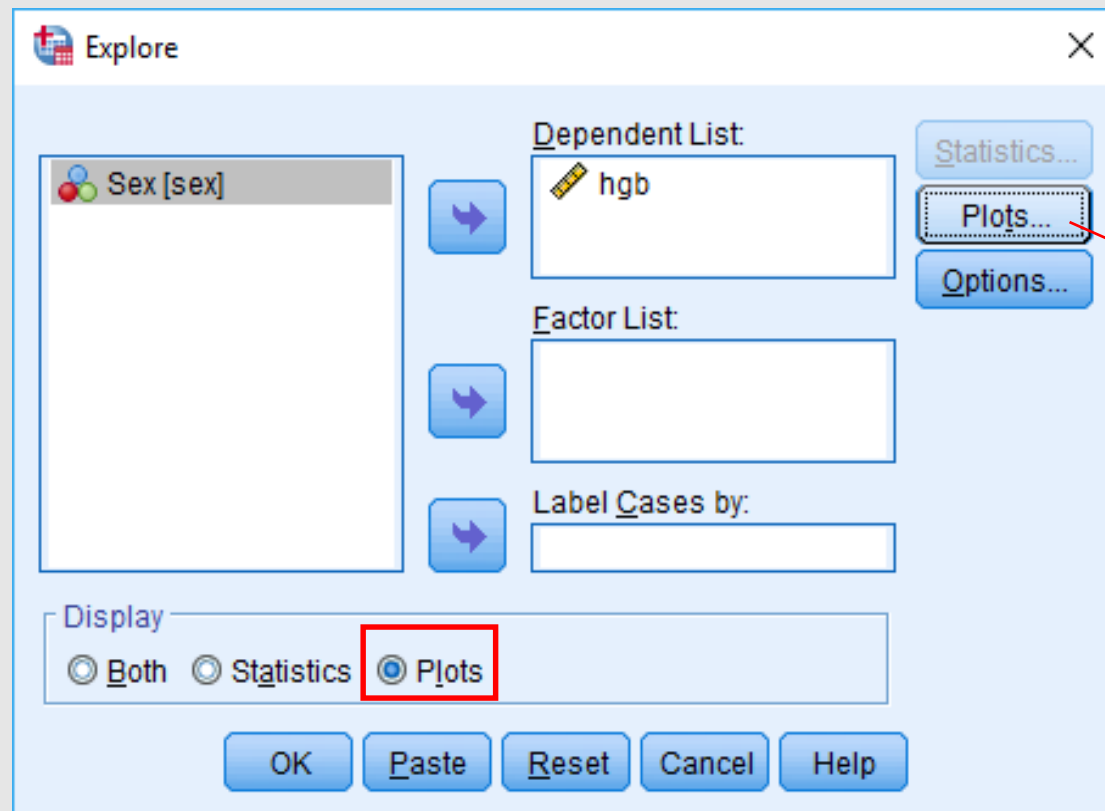 Explore
Dependent List:
Sex [sex]
hgb
Statistics...
Plots...
Options...
Factor List:
Label Cases by:
Display
Both Statistics Plots
OK Paste Reset Cancel Help